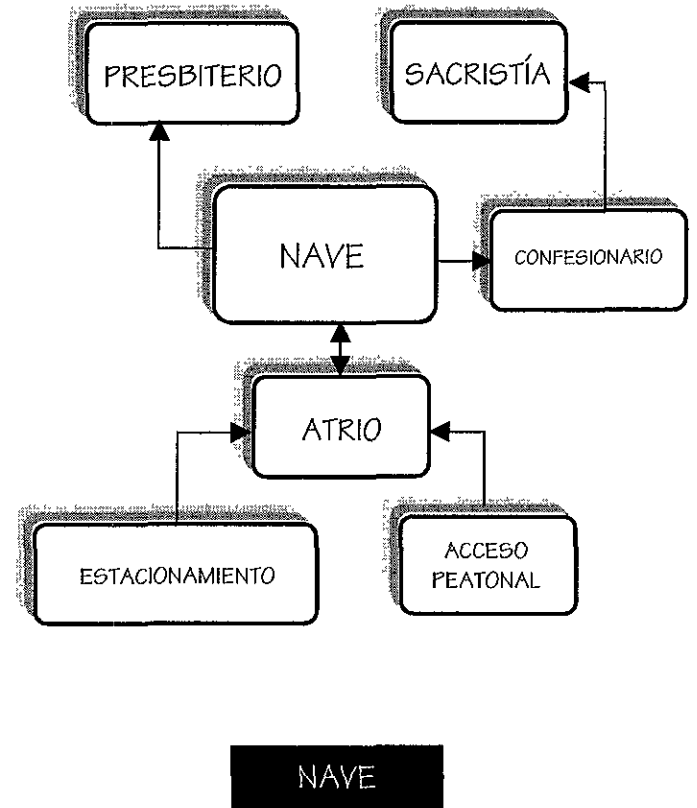 PRESBITERIO
SACRISTÍA
NAVE
CONFESIONARIO
ATRIO
ESTACIONAMIENTO
ACCESO
PEATONAL
NAVE